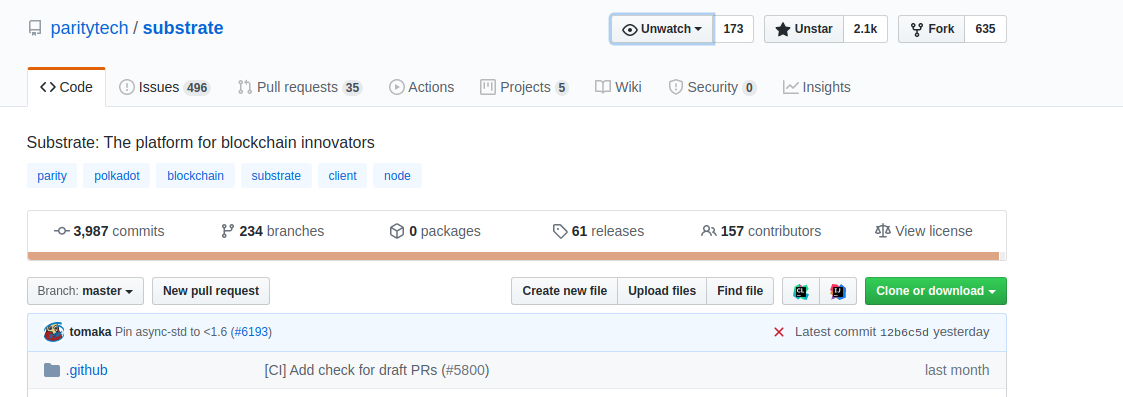 paritytech / substrate
Unwatch 173 Unstar 2.1k Fork 635
Code Issues 496 Pull requests 35 Actions Projects 5 Wiki Security 0 Insights
Substrate: The platform for blockchain innovators
parity polkadot blockchain substrate client node
3,987 commits 234 branches 0 packages 61 releases 157 contributors View license
Branch: master New pull request Create new file Upload files Find file CL IJ Clone or download
tomaka Pin async-std to <1.6 (#6193) Latest commit 12b6c5d yesterday
.github [CI] Add check for draft PRs (#5800) last month